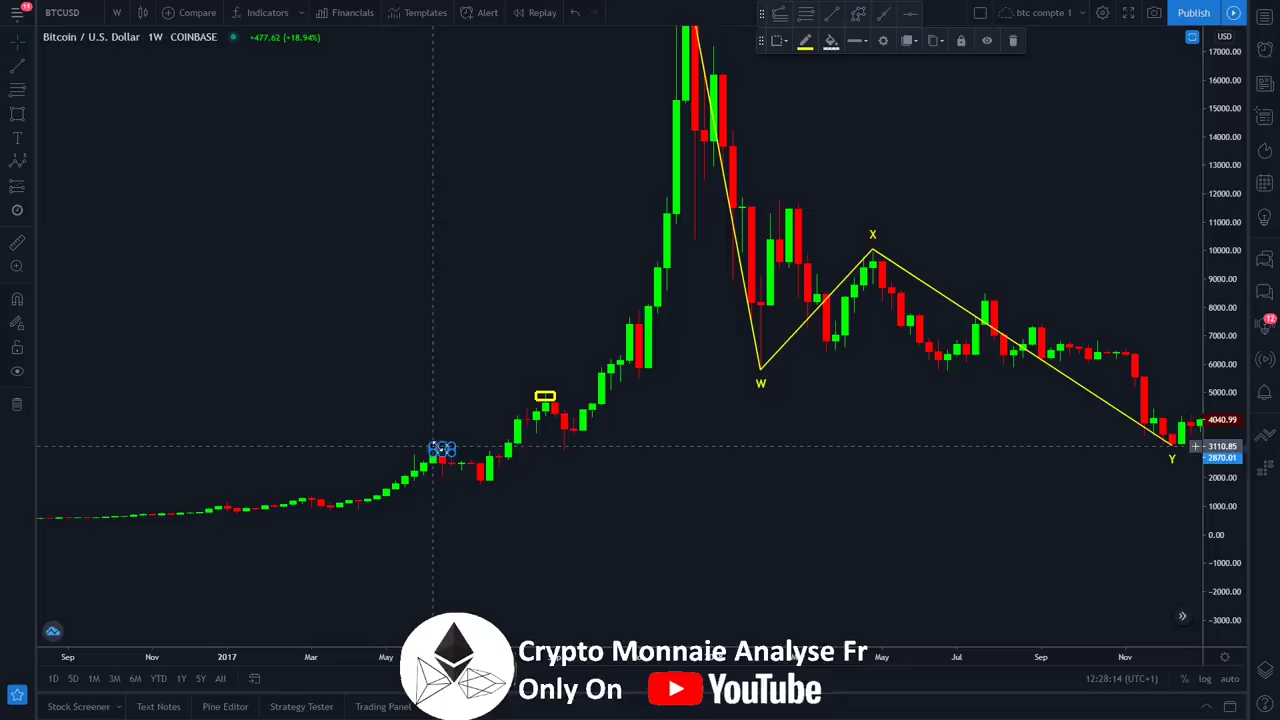 11
BTCUSD W Compare Indicators Financials Templates Alert Replay btc compte 1 Publish
Bitcoin / U.S. Dollar 1W COINBASE +477.62 (+18.94%)
USD
17000.00
16000.00
15000.00
14000.00
13000.00
12000.00
11000.00
10000.00
9000.00
8000.00
7000.00
6000.00
5000.00
4040.99
3110.85
2870.01
2000.00
1000.00
0.00
−1000.00
−2000.00
−3000.00
X
W
Y
12
Sep Nov 2017 Mar May May Jul Sep Nov
1D 5D 1M 3M 6M YTD 1Y 5Y All
12:28:14 (UTC+1) % log auto
Stock Screener Text Notes Pine Editor Strategy Tester Trading Panel
Crypto Monnaie Analyse Fr
Only On YouTube